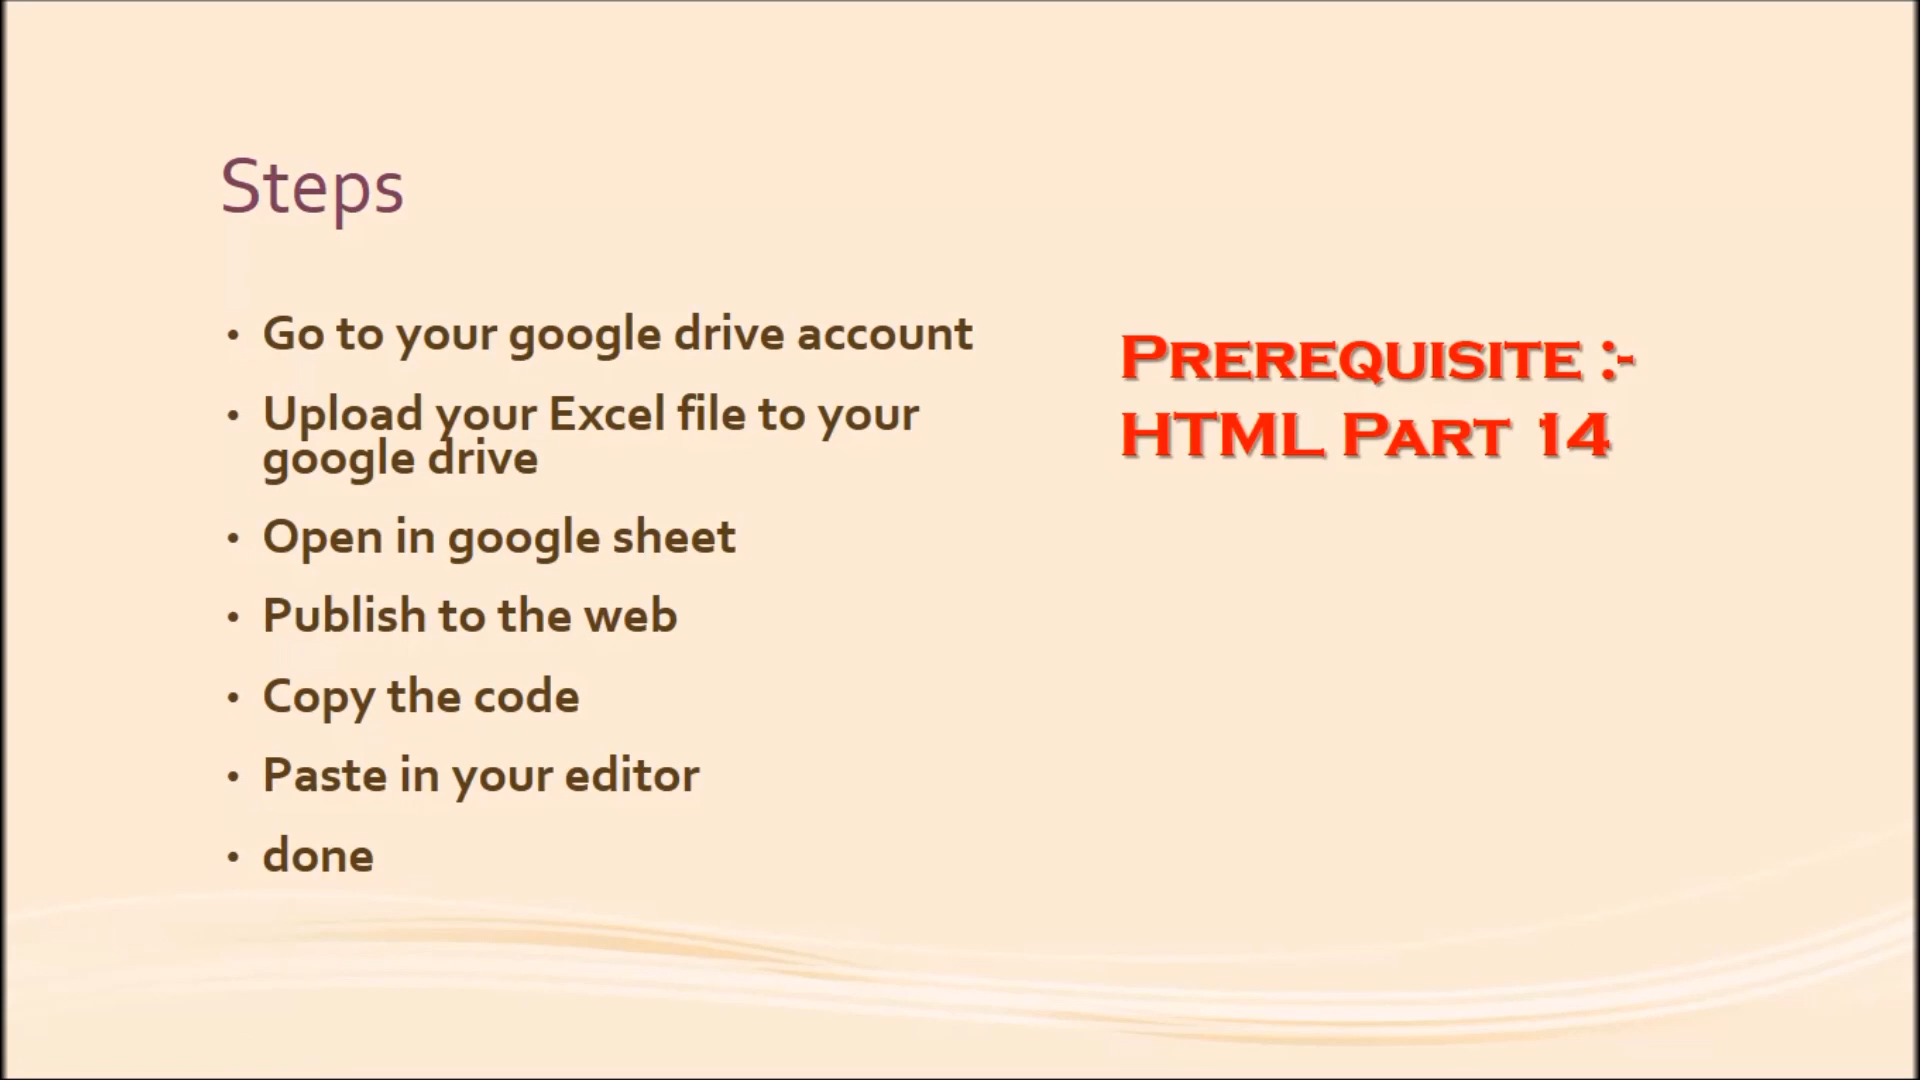 Steps
• Go to your google drive account
• Upload your Excel file to your
google drive
• Open in google sheet
• Publish to the web
• Copy the code
• Paste in your editor
• done
PREREQUISITE :-
HTML PART 14